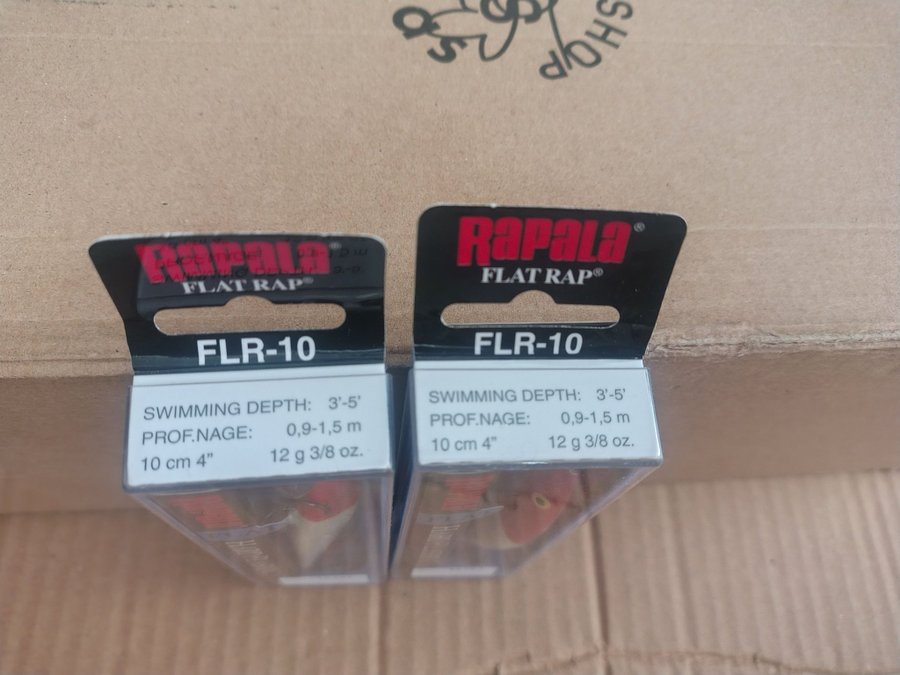 SHOP
RAPALA®
FLAT RAP®
FLR-10
SWIMMING DEPTH: 3'-5'
PROF.NAGE: 0,9-1,5 m
10 cm 4" 12 g 3/8 oz.
RAPALA®
FLAT RAP®
FLR-10
SWIMMING DEPTH: 3'-5'
PROF.NAGE: 0,9-1,5 m
10 cm 4" 12 g 3/8 oz.